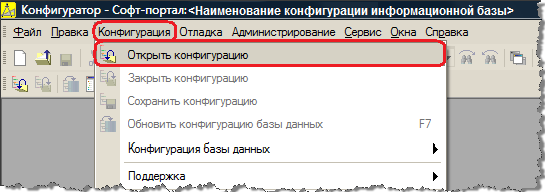 Конфигуратор - Софт-портал:<Наименование конфигурации информационной базы>
Файл Правка Конфигурация Отладка Администрирование Сервис Окна Справка
Открыть конфигурацию
Закрыть конфигурацию
Сохранить конфигурацию
Обновить конфигурацию базы данных F7
Конфигурация базы данных
Поддержка